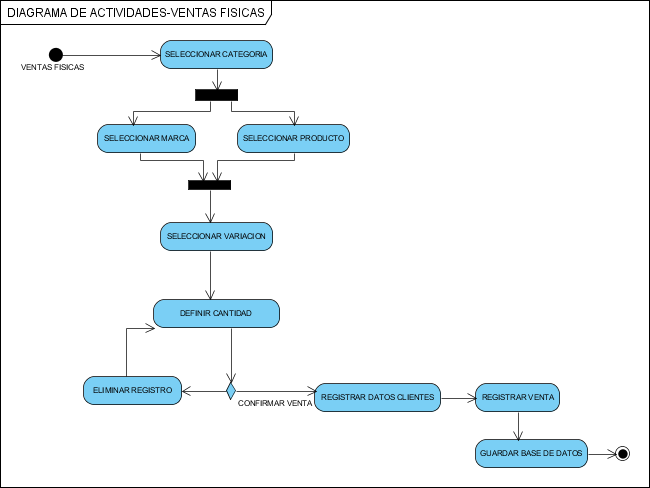 DIAGRAMA DE ACTIVIDADES-VENTAS FISICAS
VENTAS FISICAS
SELECCIONAR CATEGORIA
SELECCIONAR MARCA
SELECCIONAR PRODUCTO
SELECCIONAR VARIACION
DEFINIR CANTIDAD
ELIMINAR REGISTRO
CONFIRMAR VENTA
REGISTRAR DATOS CLIENTES
REGISTRAR VENTA
GUARDAR BASE DE DATOS